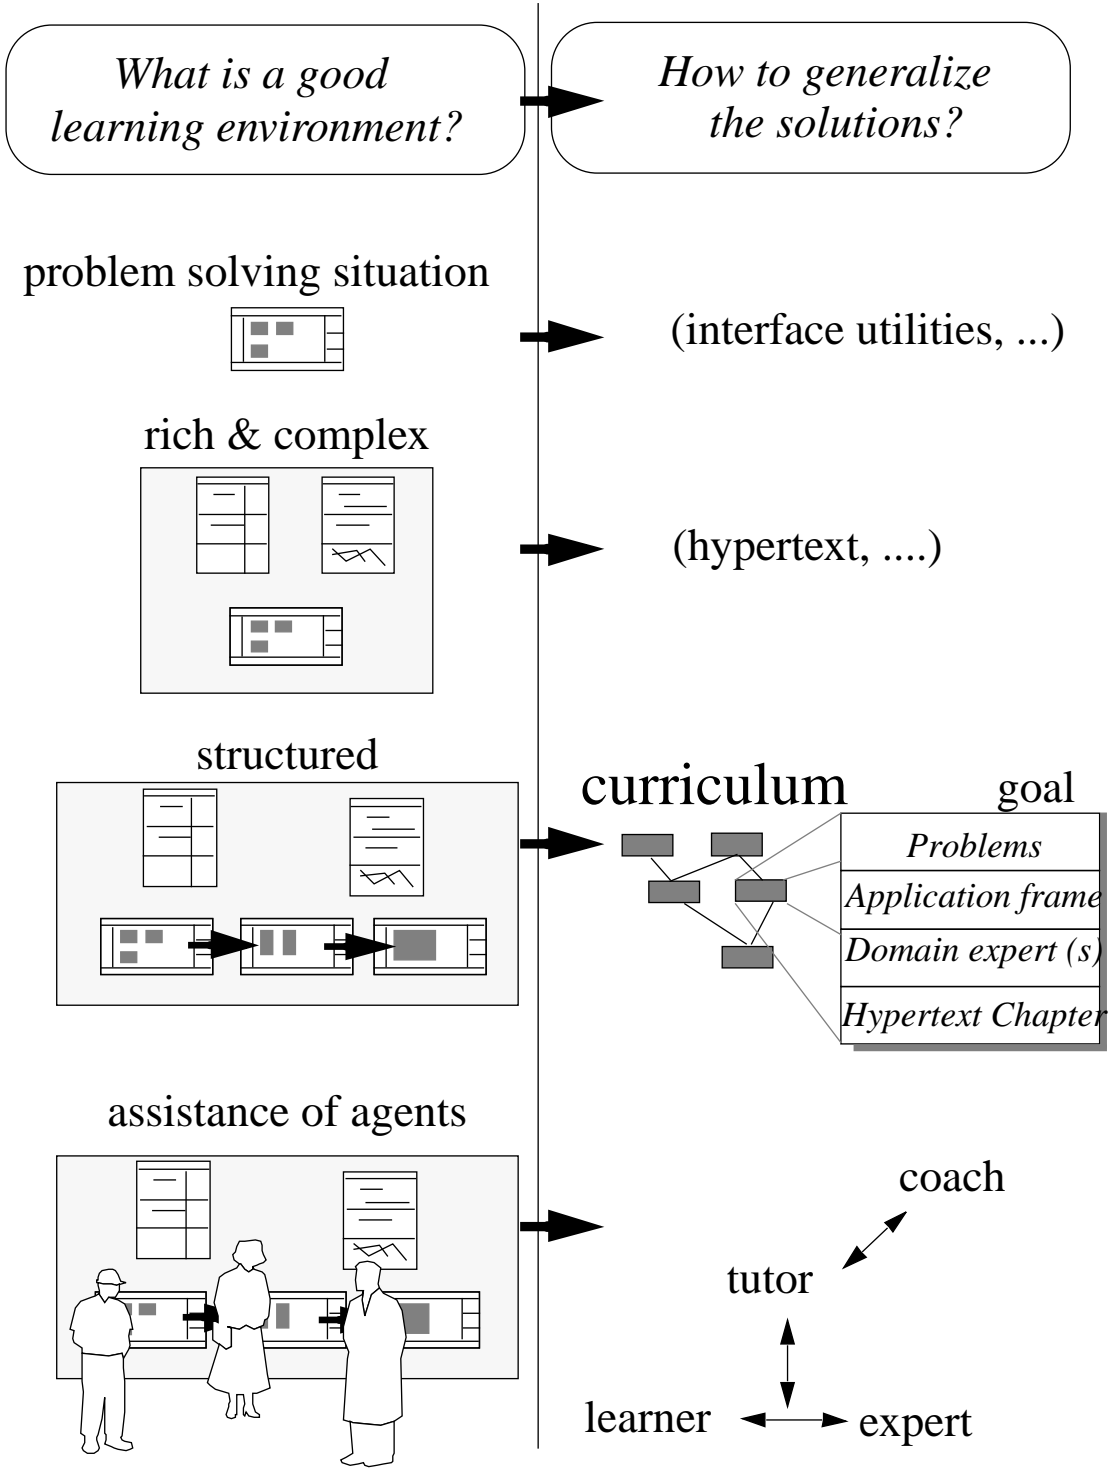 What is a good
learning environment?
How to generalize
the solutions?
problem solving situation
(interface utilities, ...)
rich & complex
(hypertext, ....)
structured
curriculum
goal
Problems
Application frame
Domain expert (s)
Hypertext Chapter
assistance of agents
coach
tutor
learner
expert